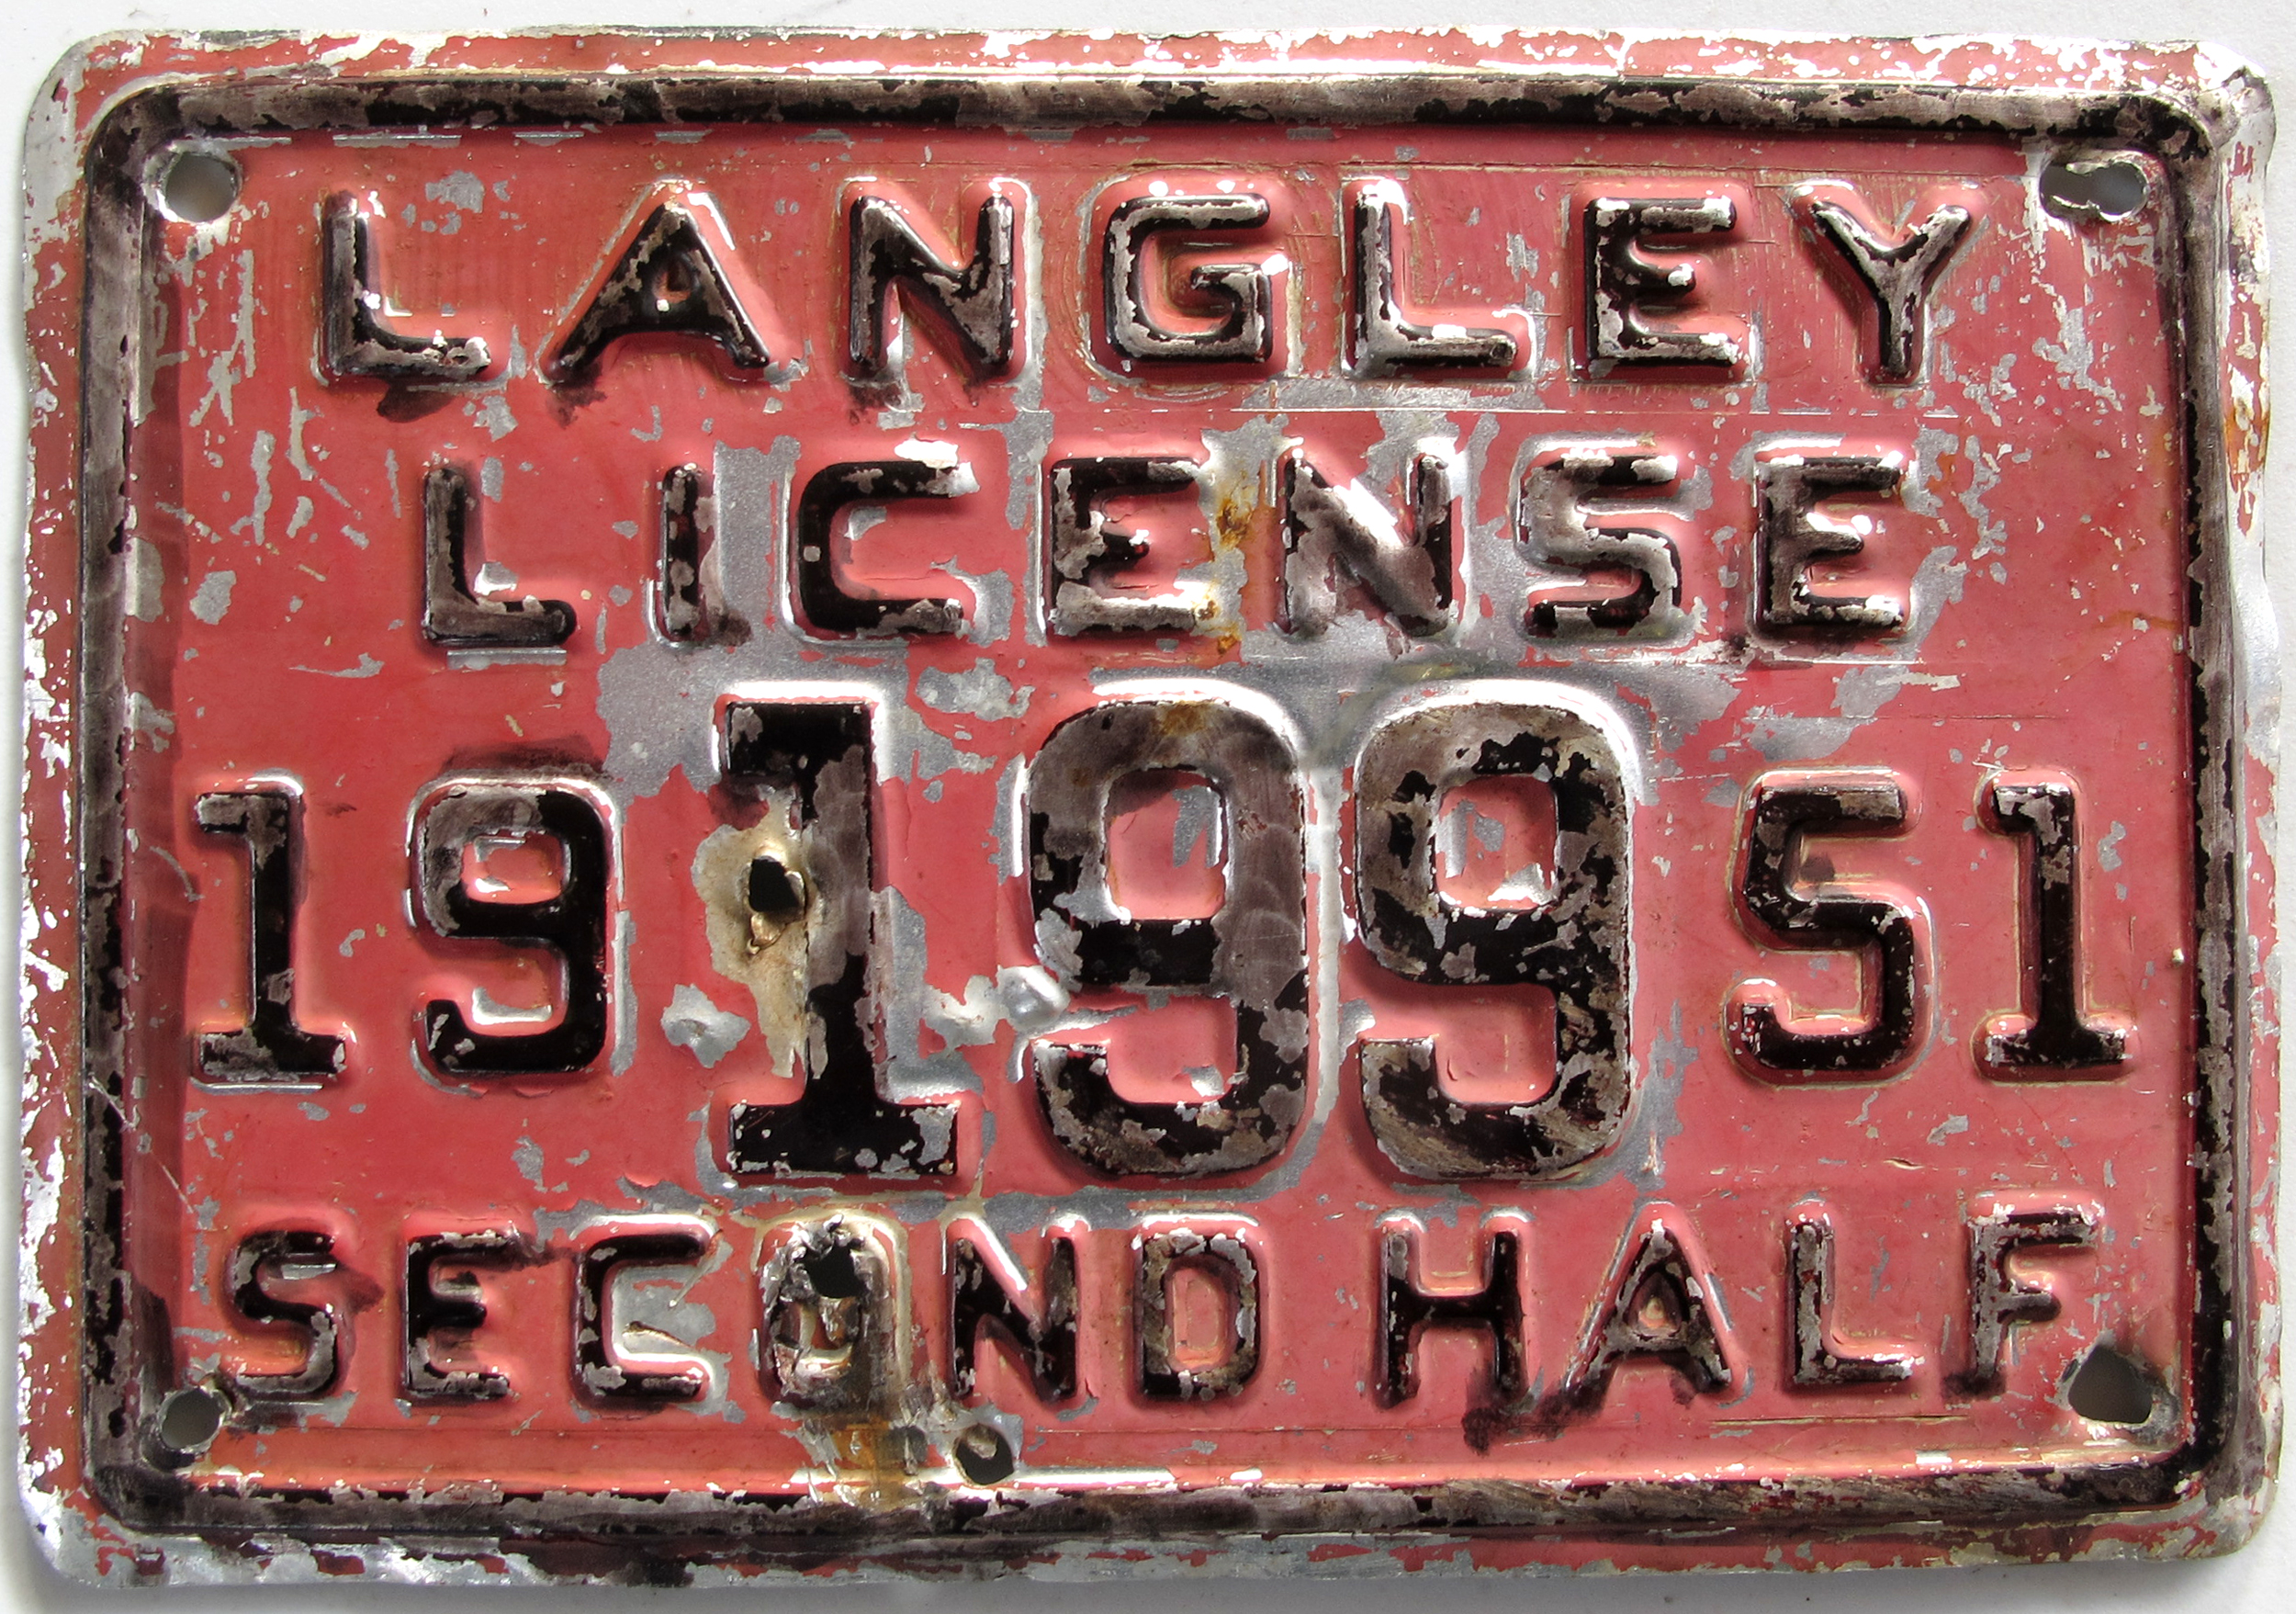 LANGLEY
LICENSE
19 199 51
SECOND HALF